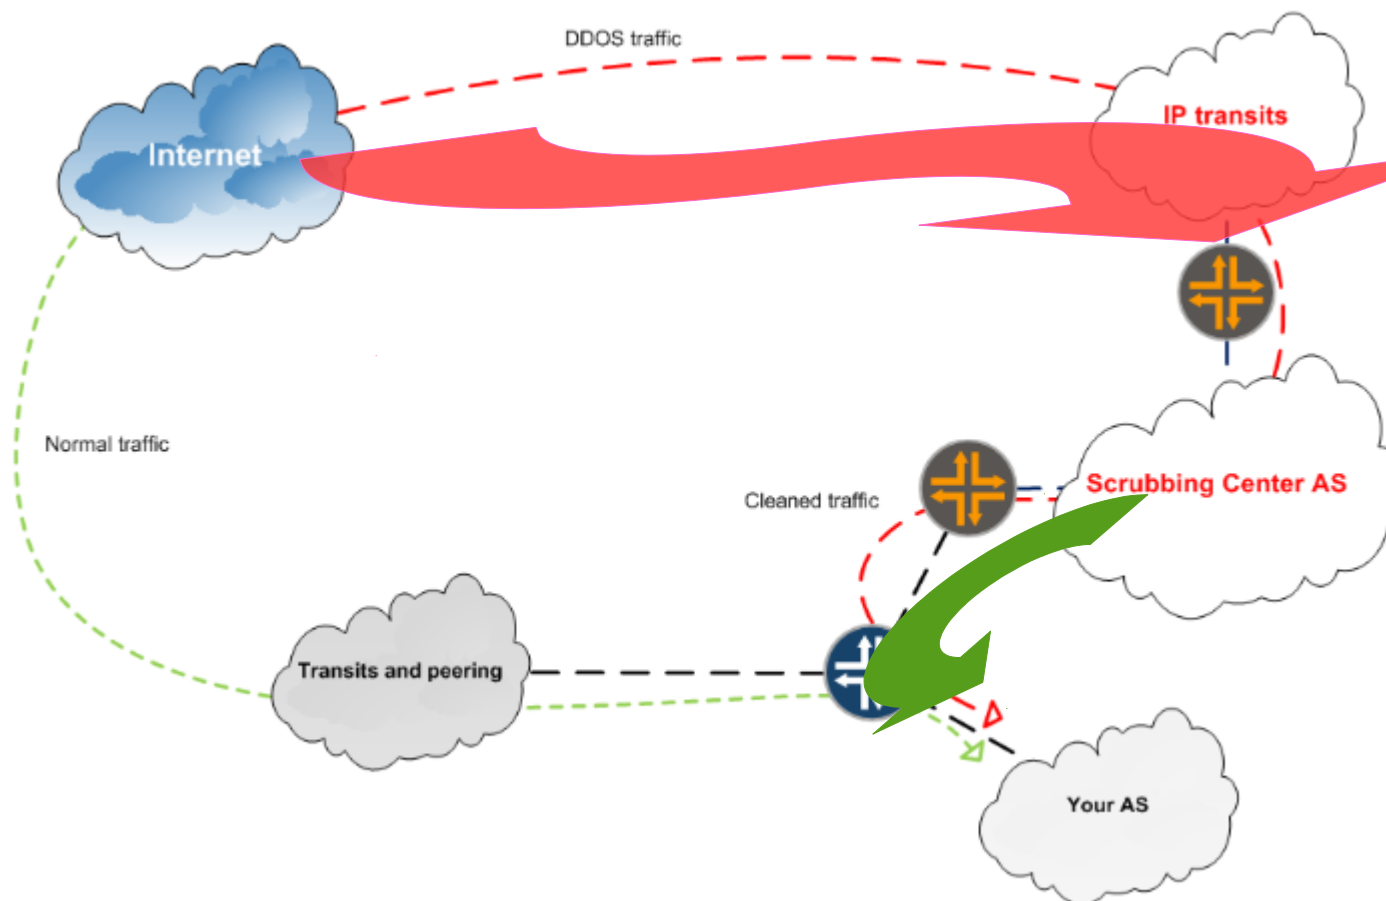 DDOS traffic
IP transits
Internet
Normal traffic
Scrubbing Center AS
Cleaned traffic
Transits and peering
Your AS